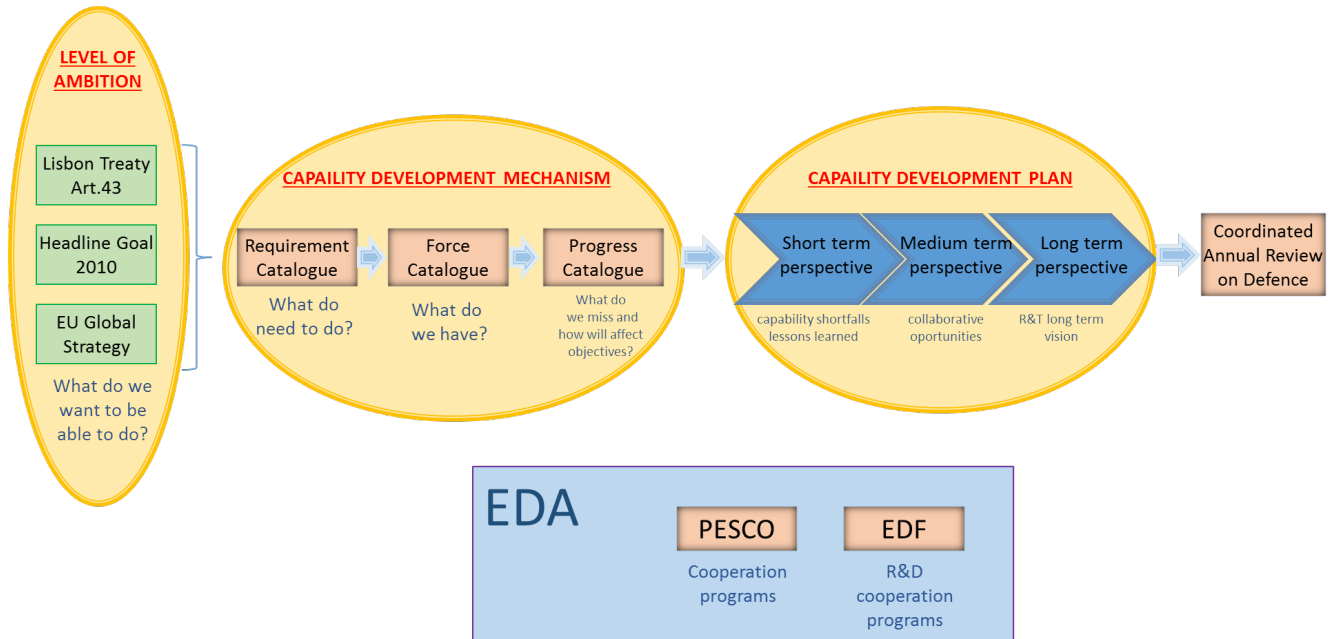 LEVEL OF
AMBITION
Lisbon Treaty
Art.43
Headline Goal
2010
EU Global
Strategy
What do we
want to be
able to do?
CAPAILITY DEVELOPMENT MECHANISM
Requirement
Catalogue
What do
need to do?
Force
Catalogue
What do
we have?
Progress
Catalogue
What do
we miss and
how will affect
objectives?
CAPAILITY DEVELOPMENT PLAN
Short term
perspective
capability shortfalls
lessons learned
Medium term
perspective
collaborative
oportunities
Long term
perspective
R&T long term
vision
Coordinated
Annual Review
on Defence
EDA
PESCO
Cooperation
programs
EDF
R&D
cooperation
programs